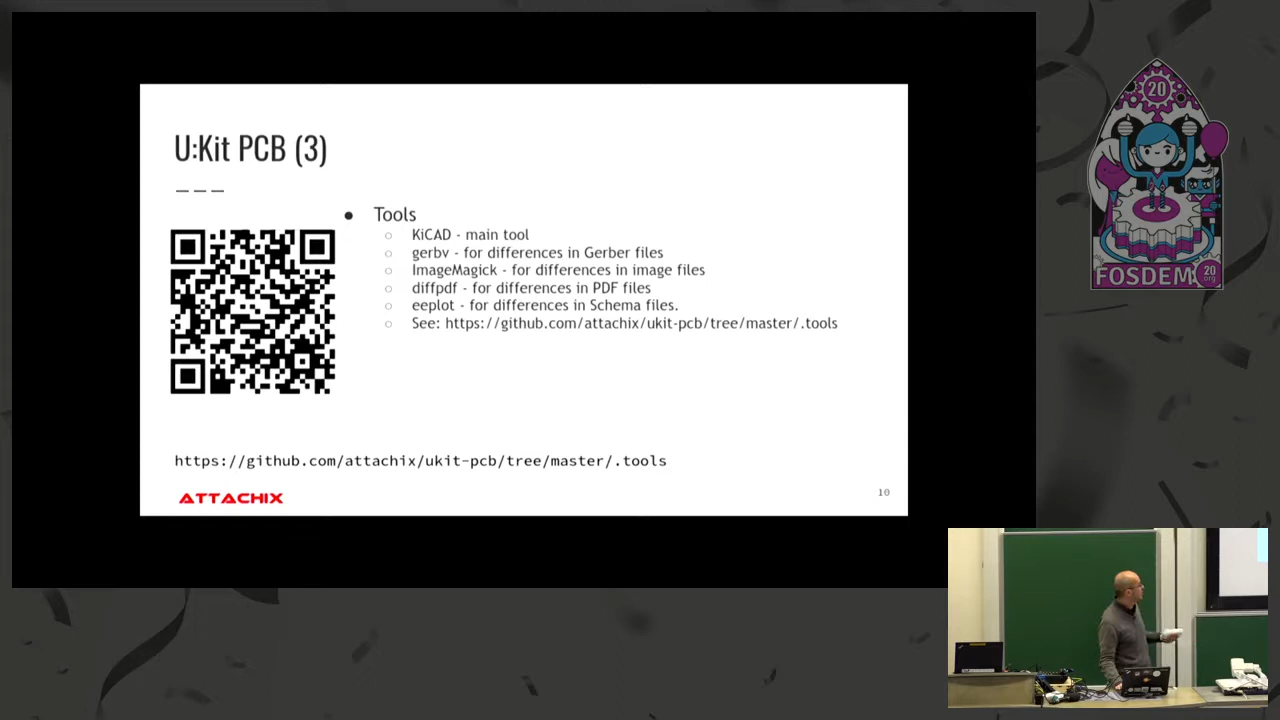 U:Kit PCB (3)
● Tools
○ KiCAD - main tool
○ gerbv - for differences in Gerber files
○ ImageMagick - for differences in image files
○ diffpdf - for differences in PDF files
○ eeplot - for differences in Schema files.
○ See: https://github.com/attachix/ukit-pcb/tree/master/.tools
https://github.com/attachix/ukit-pcb/tree/master/.tools
ATTACHIX
10
20
FOSDEM
20
.org